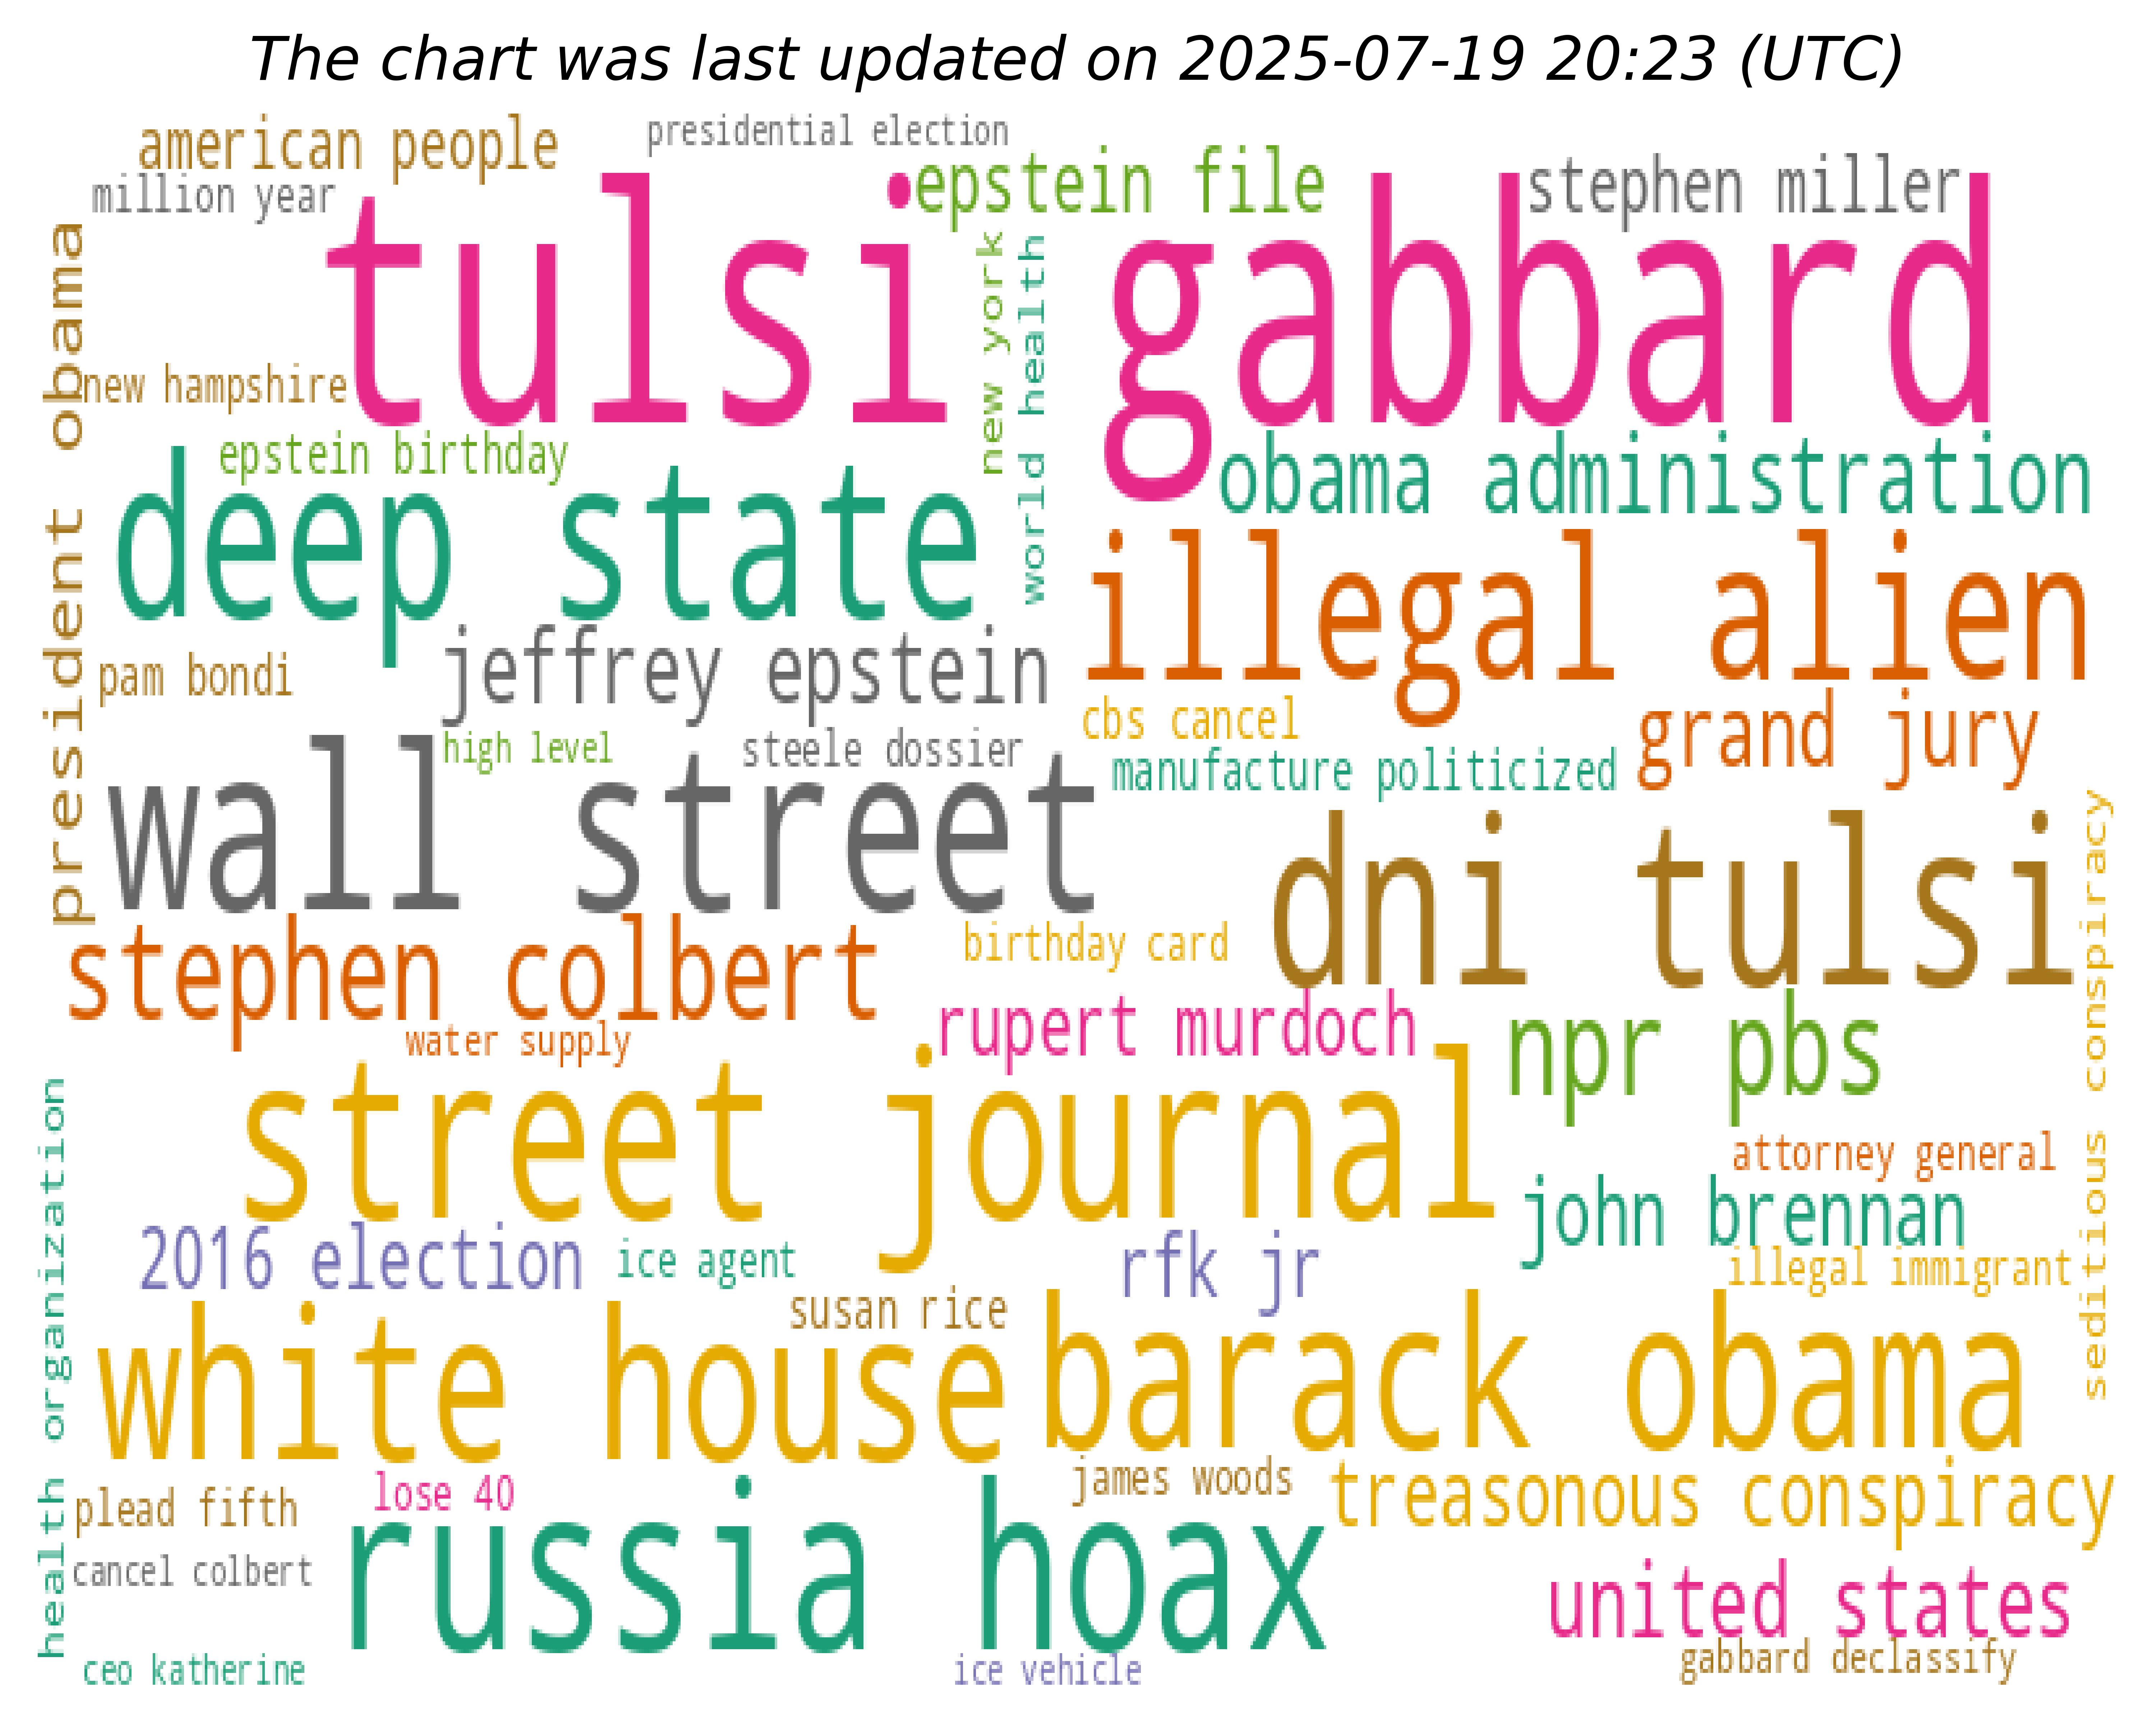 The chart was last updated on 2025-07-19 20:23 (UTC)
american people
presidential election
million year
epstein file
stephen miller
tulsi gabbard
president obama
new york
world health
new hampshire
epstein birthday
obama administration
deep state
illegal alien
jeffrey epstein
pam bondi
cbs cancel
grand jury
high level
steele dossier
manufacture politicized
wall street
dni tulsi
seditious conspiracy
stephen colbert
birthday card
rupert murdoch
npr pbs
water supply
street journal
health organization
attorney general
john brennan
2016 election
ice agent
rfk jr
illegal immigrant
susan rice
white house
barack obama
james woods
treasonous conspiracy
plead fifth
lose 40
russia hoax
cancel colbert
united states
gabbard declassify
ceo katherine
ice vehicle